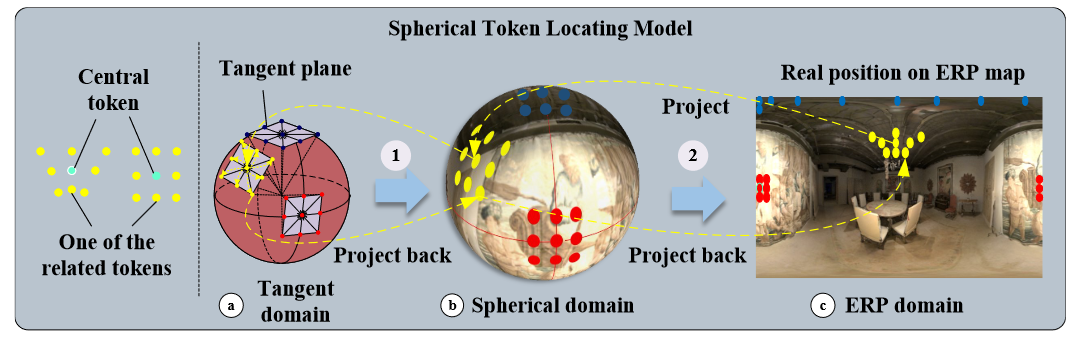 Spherical Token Locating Model
Central
token
One of the
related tokens
Tangent plane
1
Project back
a
Tangent
domain
b
Spherical domain
Project
2
Project back
Real position on ERP map
c
ERP domain